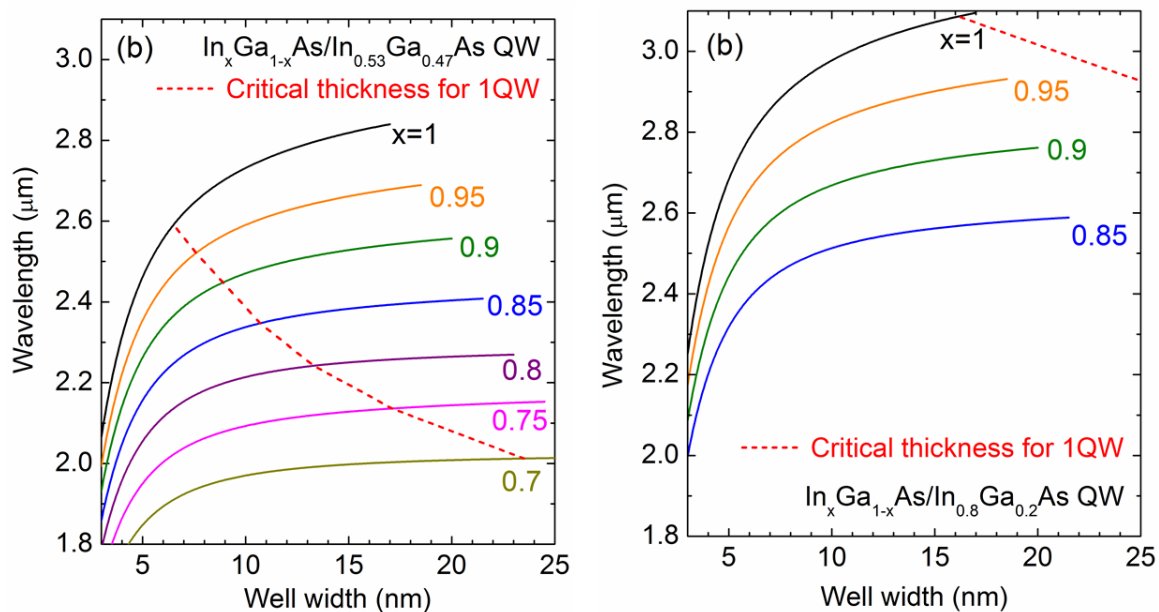 (b)
InxGa1-xAs/In0.53Ga0.47As QW
Critical thickness for 1QW
x=1
0.95
0.9
0.85
0.8
0.75
0.7
3.0
2.8
2.6
2.4
2.2
2.0
1.8
Wavelength (μm)
5 10 15 20 25
Well width (nm)
(b)
x=1
0.95
0.9
0.85
Critical thickness for 1QW
InxGa1-xAs/In0.8Ga0.2As QW
3.0
2.8
2.6
2.4
2.2
2.0
1.8
Wavelength (μm)
5 10 15 20 25
Well width (nm)